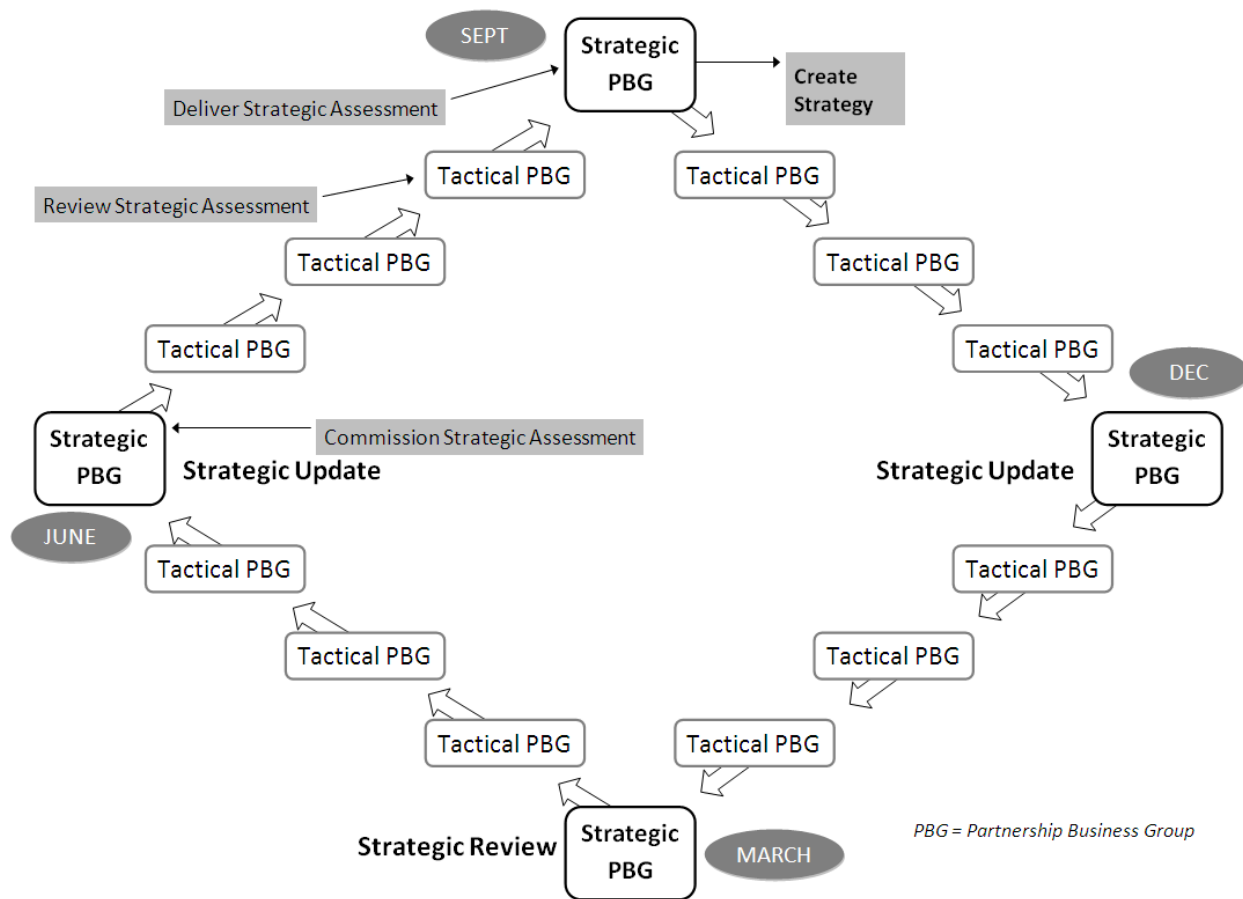 SEPT
Strategic
PBG
Create
Strategy
Deliver Strategic Assessment
Tactical PBG
Tactical PBG
Review Strategic Assessment
Tactical PBG
Tactical PBG
Tactical PBG
Tactical PBG
DEC
Strategic
PBG
Commission Strategic Assessment
Strategic Update
Strategic Update
Strategic
PBG
JUNE
Tactical PBG
Tactical PBG
Tactical PBG
Tactical PBG
Tactical PBG
Tactical PBG
Strategic Review
Strategic
PBG
MARCH
PBG = Partnership Business Group